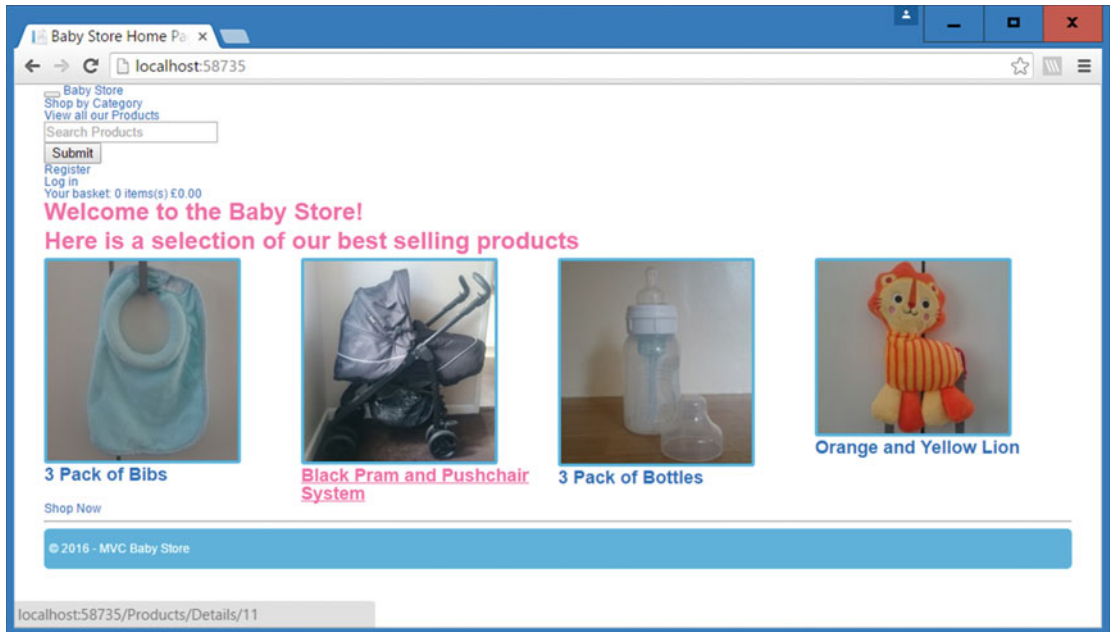 Baby Store Home Pa
localhost:58735
Baby Store
Shop by Category
View all our Products
Search Products
Submit
Register
Log in
Your basket: 0 items(s) £0.00
Welcome to the Baby Store!
Here is a selection of our best selling products
3 Pack of Bibs
Black Pram and Pushchair
System
3 Pack of Bottles
Orange and Yellow Lion
Shop Now
© 2016 - MVC Baby Store
localhost:58735/Products/Details/11